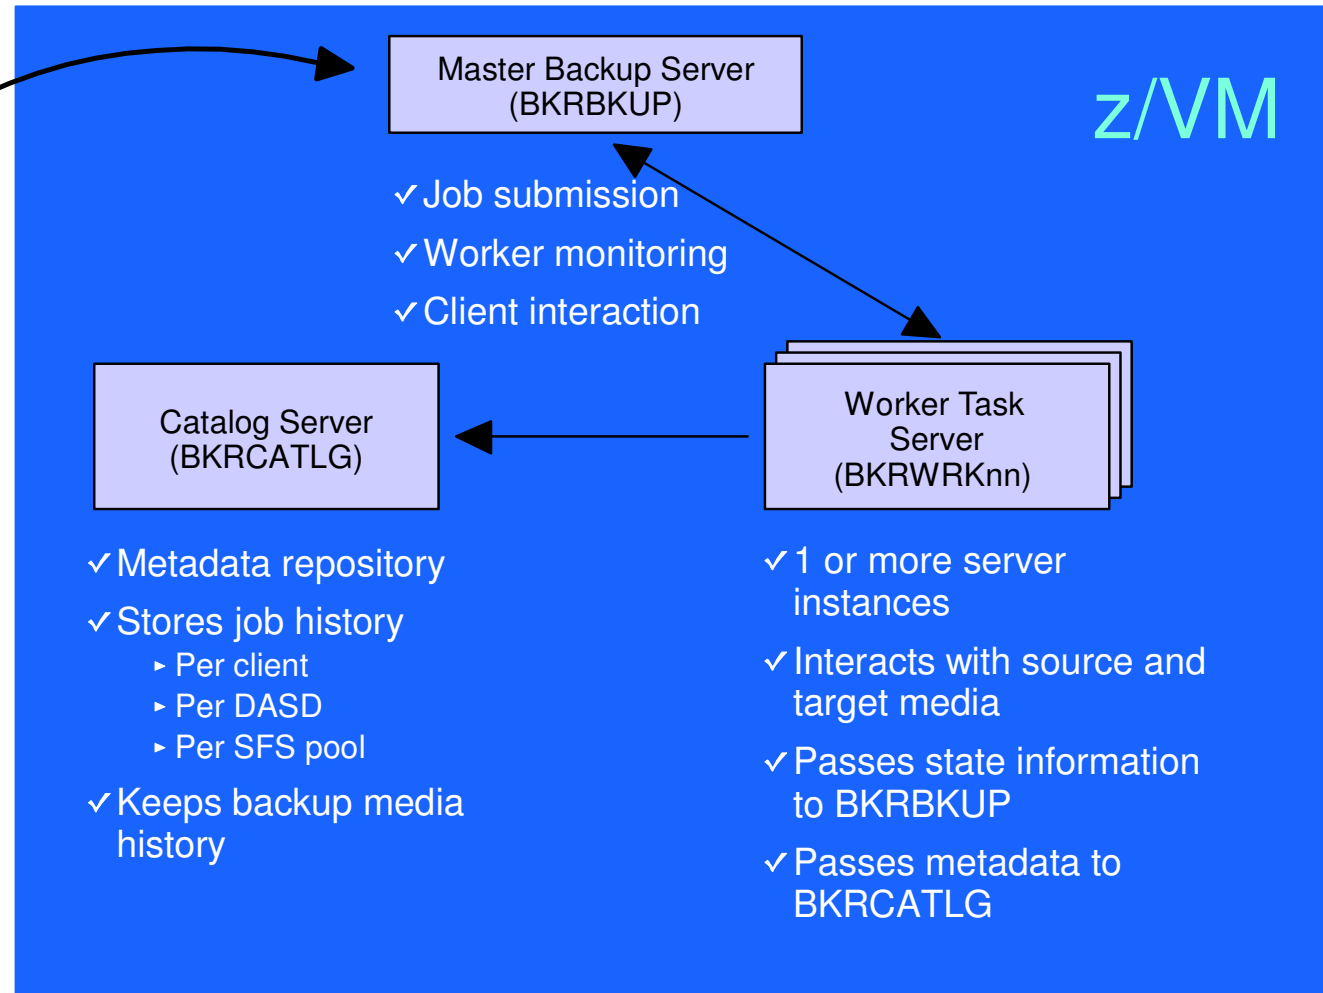 Master Backup Server
(BKRBKUP)
z/VM
✓Job submission
✓Worker monitoring
✓Client interaction
Catalog Server
(BKRCATLG)
Worker Task
Server
(BKRWRKnn)
✓Metadata repository
✓Stores job history
►Per client
►Per DASD
►Per SFS pool
✓Keeps backup media
history
✓1 or more server
instances
✓Interacts with source and
target media
✓Passes state information
to BKRBKUP
✓Passes metadata to
BKRCATLG